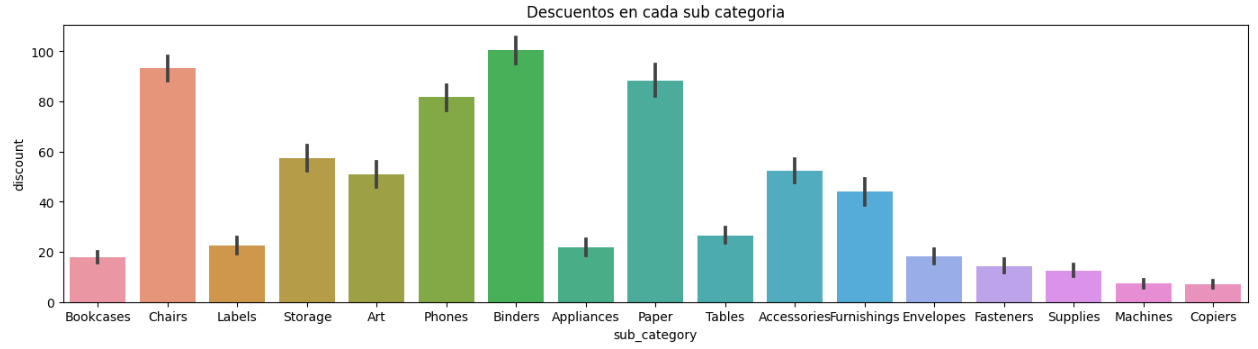 Descuentos en cada sub categoria
discount
100
80
60
40
20
0
Bookcases Chairs Labels Storage Art Phones Binders Appliances Paper Tables Accessories Furnishings Envelopes Fasteners Supplies Machines Copiers
sub_category